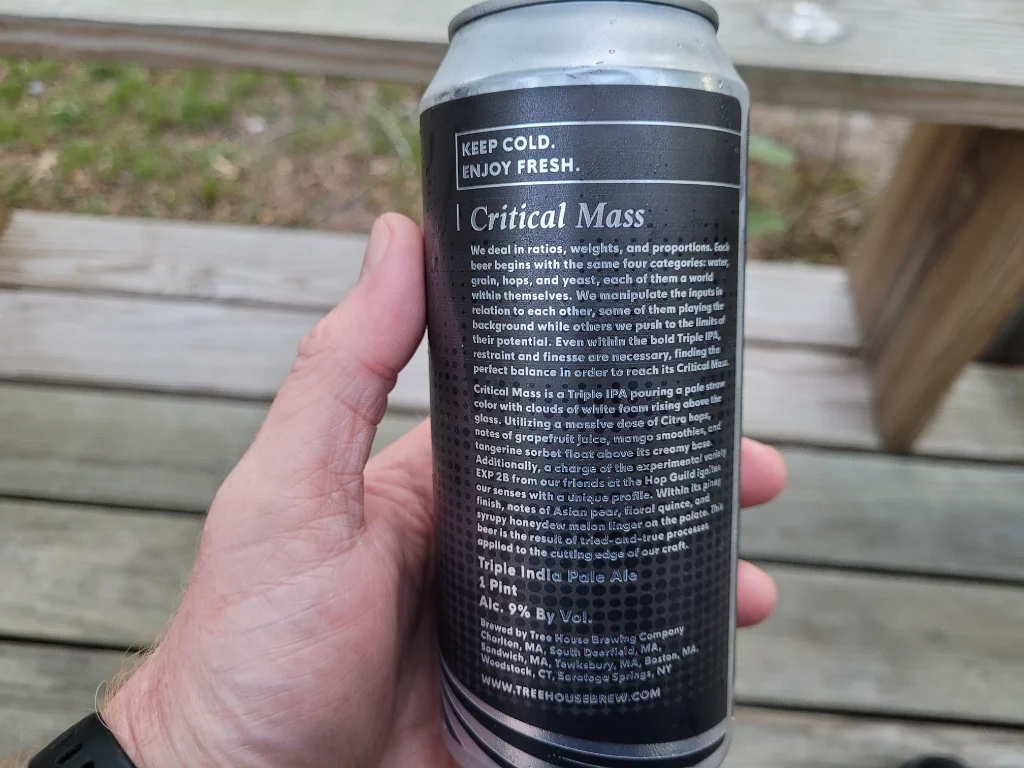 KEEP COLD.
ENJOY FRESH.
Critical Mass
We deal in ratios, weights, and proportions. Each
beer begins with the same four categories: water,
grain, hops, and yeast, each of them a world
within themselves. We manipulate the inputs in
relation to each other, some of them playing the
background while others we push to the limits of
their potential. Even within the bold Triple IPA,
restraint and finesse are necessary, finding the
perfect balance in order to reach its Critical Mass.
Critical Mass is a Triple IPA pouring a pale straw
color with clouds of white foam rising above the
glass. Utilizing a massive dose of Citra hops,
notes of grapefruit juice, mango smoothies, and
tangerine sorbet float above its creamy base.
Additionally, a charge of the experimental variety
EXP 2B from our friends at the Hop Guild ignites
our senses with a unique profile. Within its piney
finish, notes of Asian pear, floral quince, and
syrupy honeydew melon linger on the palate. This
beer is the result of tried-and-true processes
applied to the cutting edge of our craft.
Triple India Pale Ale
1 Pint
Alc. 9% By Vol.
Brewed by Tree House Brewing Company
Charlton, MA, South Deerfield, MA,
Sandwich, MA, Tewksbury, MA, Boston, MA,
Woodstock, CT, Saratoga Springs, NY
WWW.TREEHOUSEBREW.COM